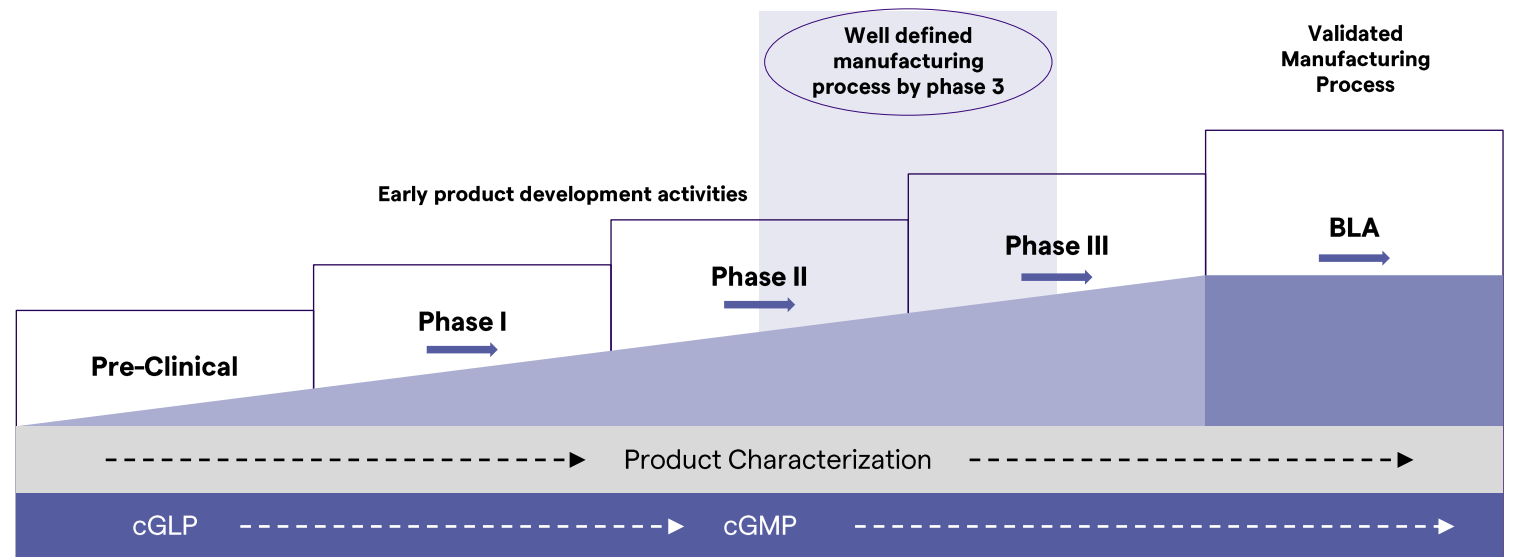 Well defined
manufacturing
process by phase 3
Validated
Manufacturing
Process
Early product development activities
Pre-Clinical
Phase I
Phase II
Phase III
BLA
Product Characterization
cGLP
cGMP